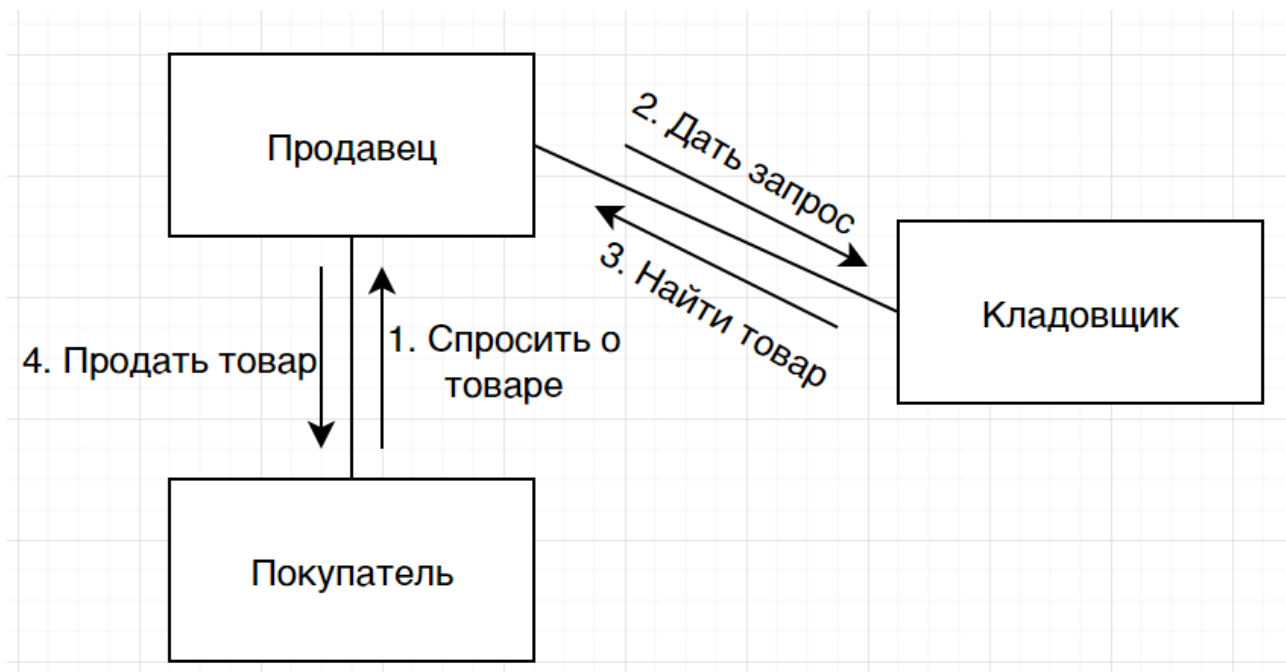 Продавец
2. Дать запрос
3. Найти товар
Кладовщик
4. Продать товар
1. Спросить о
товаре
Покупатель